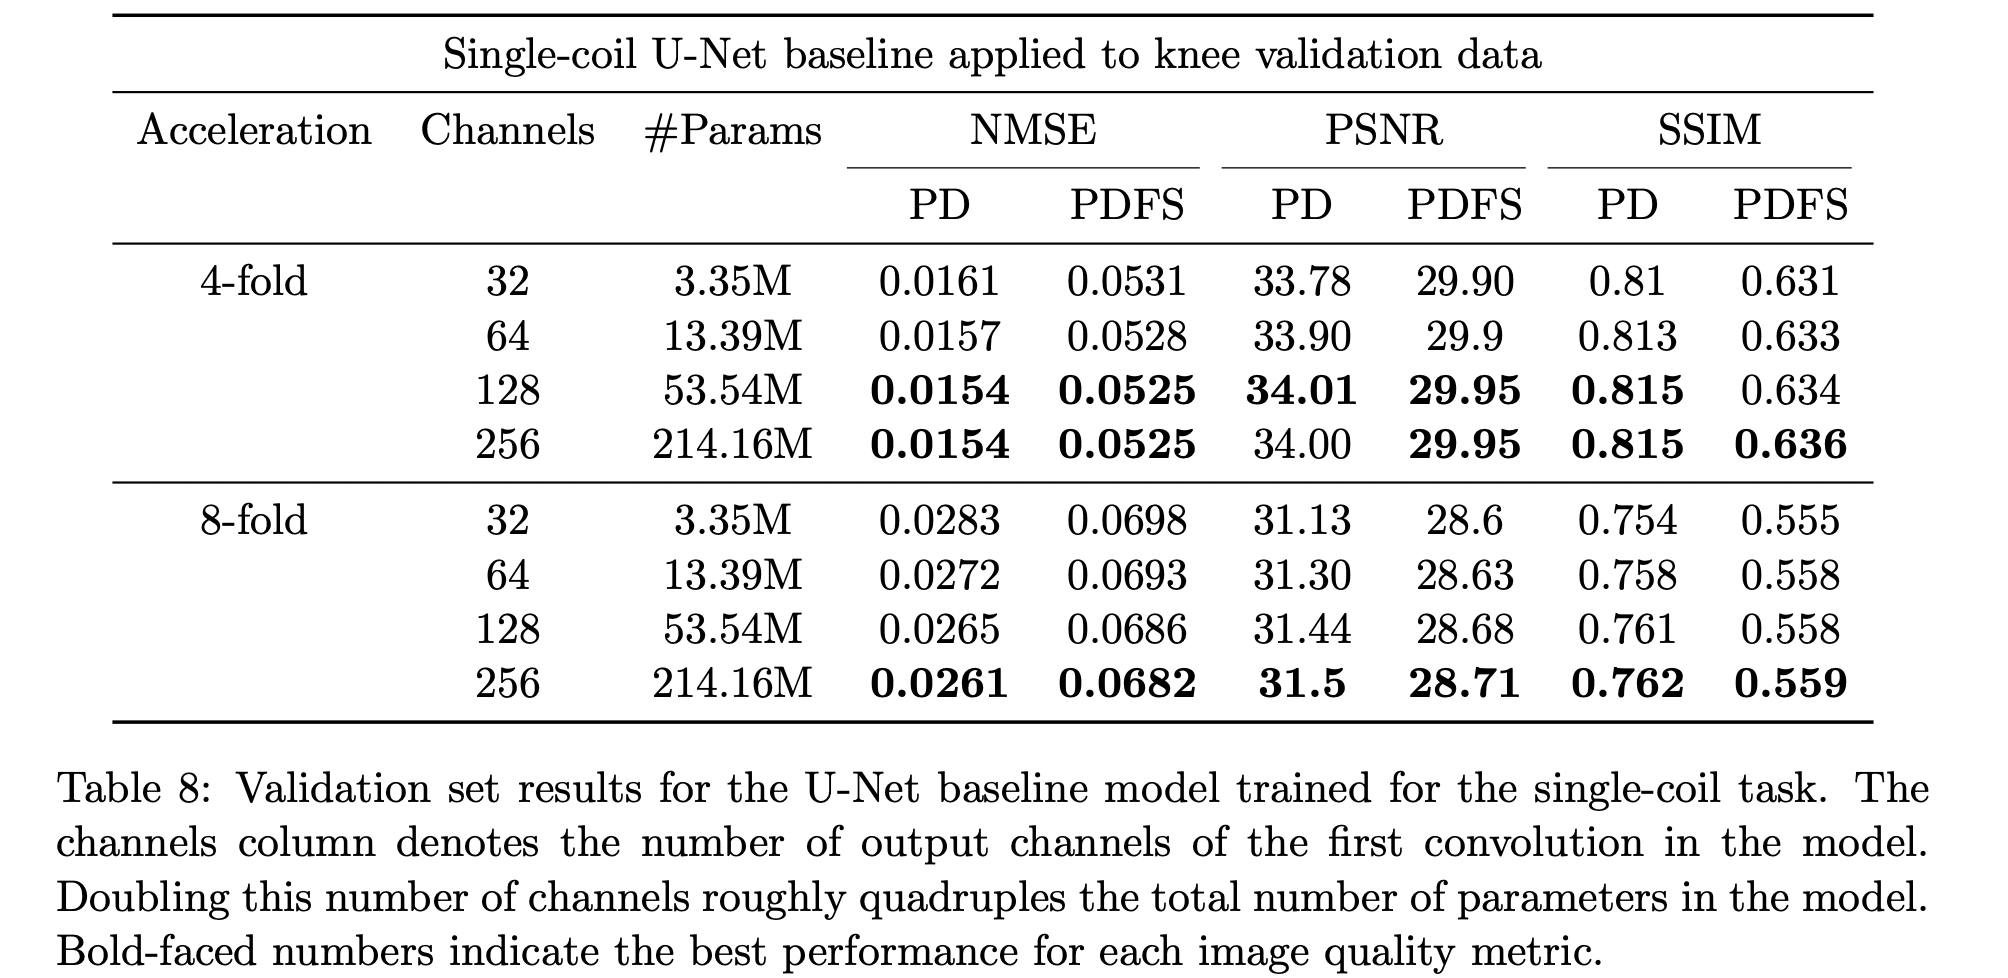 Single-coil U-Net baseline applied to knee validation data
Acceleration Channels #Params NMSE PSNR SSIM
PD PDFS PD PDFS PD PDFS
4-fold 32 3.35M 0.0161 0.0531 33.78 29.90 0.81 0.631
64 13.39M 0.0157 0.0528 33.90 29.9 0.813 0.633
128 53.54M 0.0154 0.0525 34.01 29.95 0.815 0.634
256 214.16M 0.0154 0.0525 34.00 29.95 0.815 0.636
8-fold 32 3.35M 0.0283 0.0698 31.13 28.6 0.754 0.555
64 13.39M 0.0272 0.0693 31.30 28.63 0.758 0.558
128 53.54M 0.0265 0.0686 31.44 28.68 0.761 0.558
256 214.16M 0.0261 0.0682 31.5 28.71 0.762 0.559
Table 8: Validation set results for the U-Net baseline model trained for the single-coil task. The
channels column denotes the number of output channels of the first convolution in the model.
Doubling this number of channels roughly quadruples the total number of parameters in the model.
Bold-faced numbers indicate the best performance for each image quality metric.